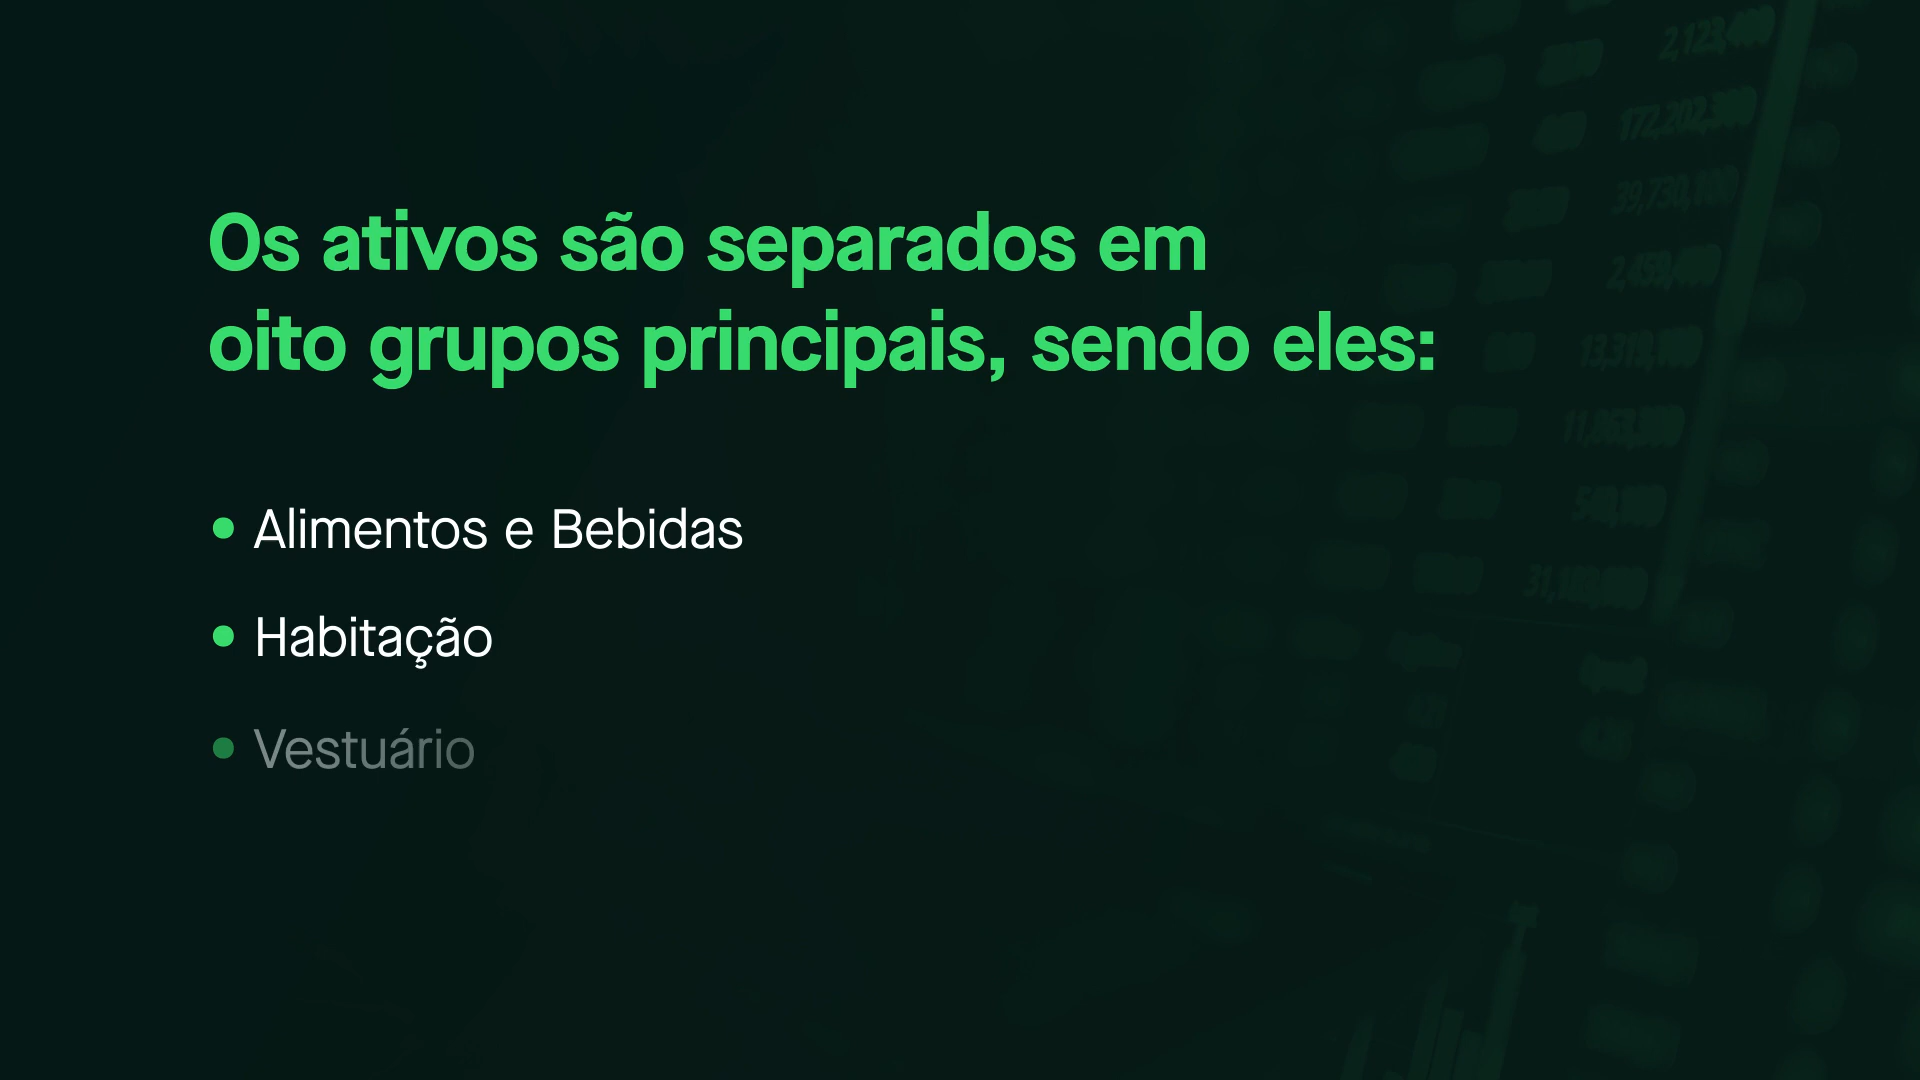 Os ativos são separados em
oito grupos principais, sendo eles:
• Alimentos e Bebidas
• Habitação
• Vestuário